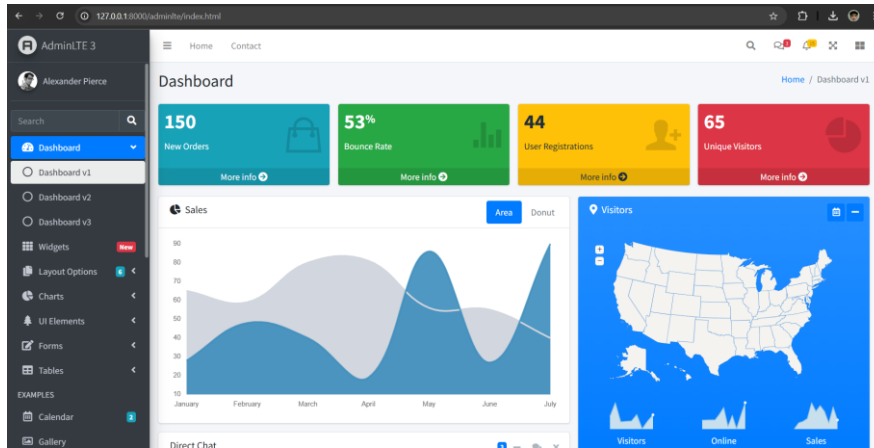 127.0.0.1:8000/adminlte/index.html
AdminLTE 3
Home Contact
Alexander Pierce
Dashboard
Home / Dashboard v1
Search
Dashboard
Dashboard v1
Dashboard v2
Dashboard v3
Widgets New
Layout Options 6
Charts
UI Elements
Forms
Tables
EXAMPLES
Calendar 2
Gallery
150
New Orders
More info
53%
Bounce Rate
More info
44
User Registrations
More info
65
Unique Visitors
More info
Sales
Area Donut
90
80
70
60
50
40
30
20
10
January February March April May June July
Direct Chat
3
Visitors
Visitors Online Sales